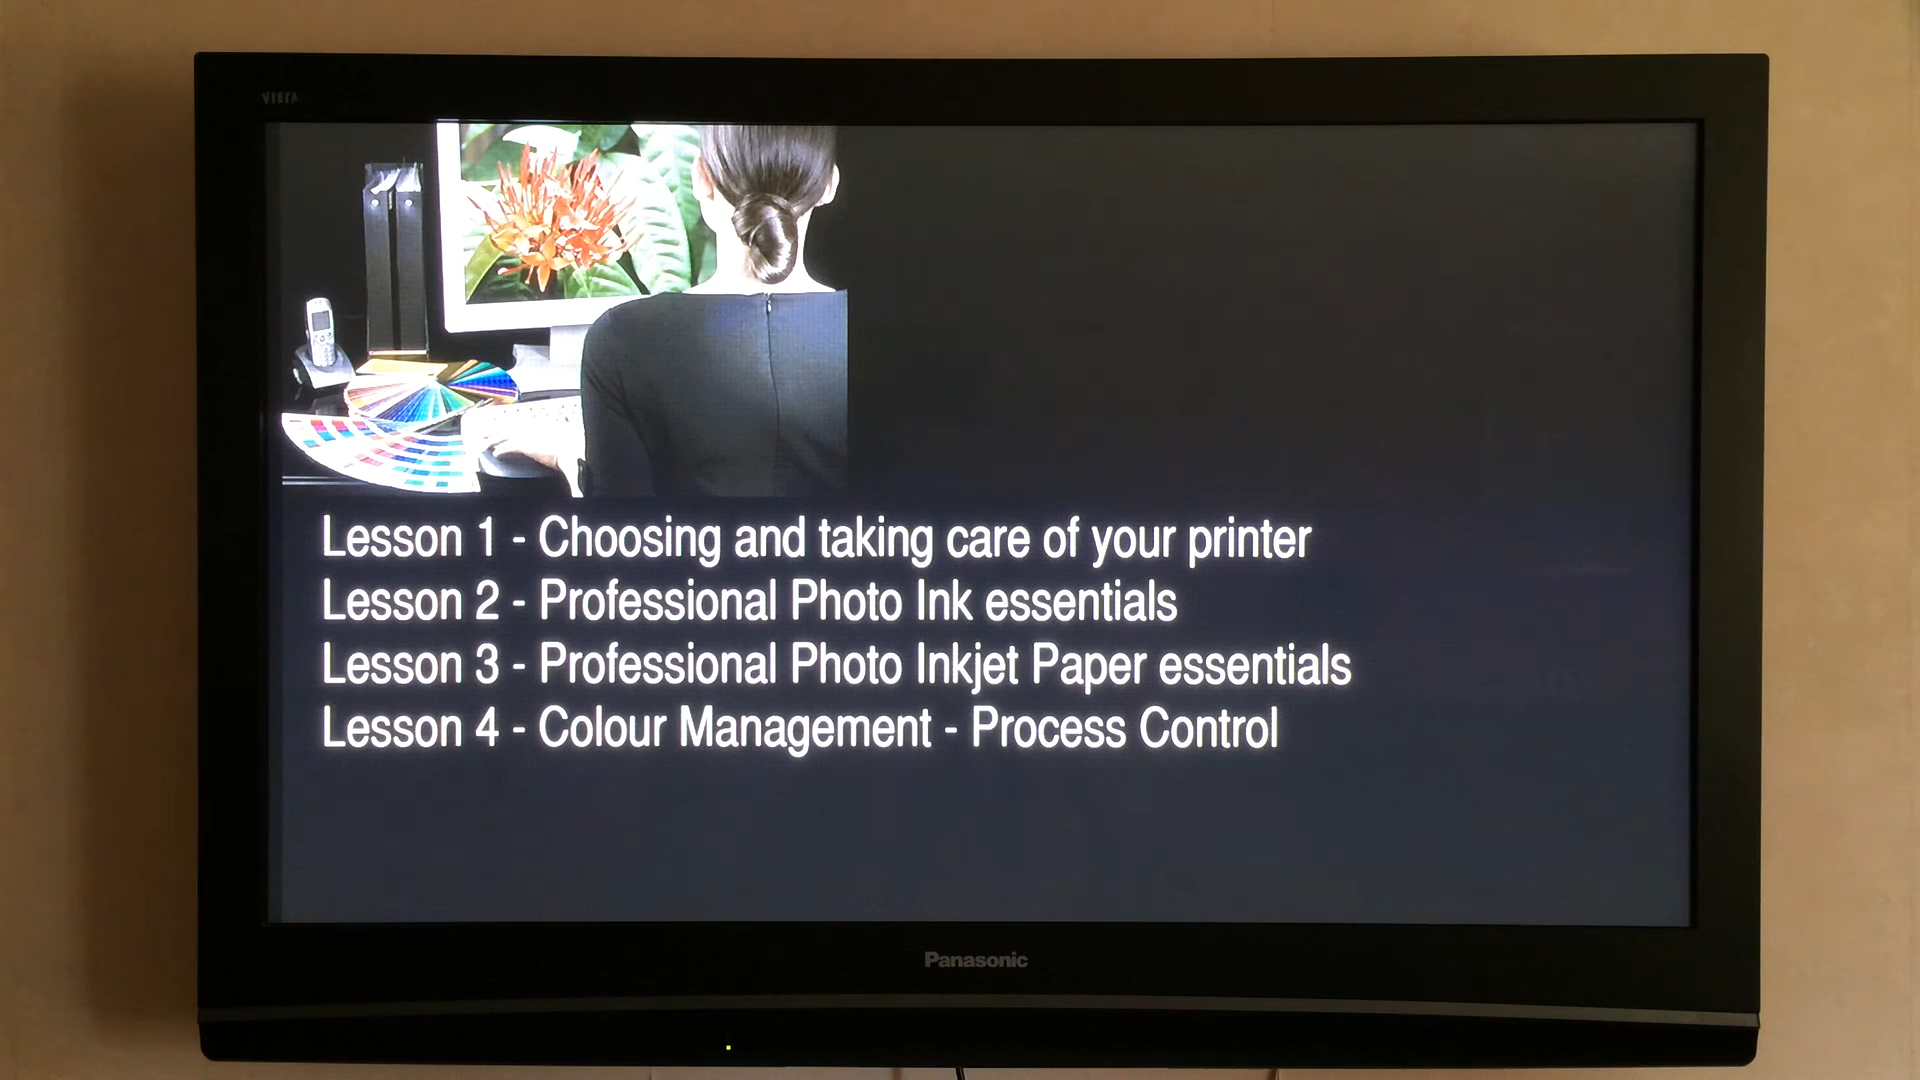 VIERA
Lesson 1 - Choosing and taking care of your printer
Lesson 2 - Professional Photo Ink essentials
Lesson 3 - Professional Photo Inkjet Paper essentials
Lesson 4 - Colour Management - Process Control
Panasonic